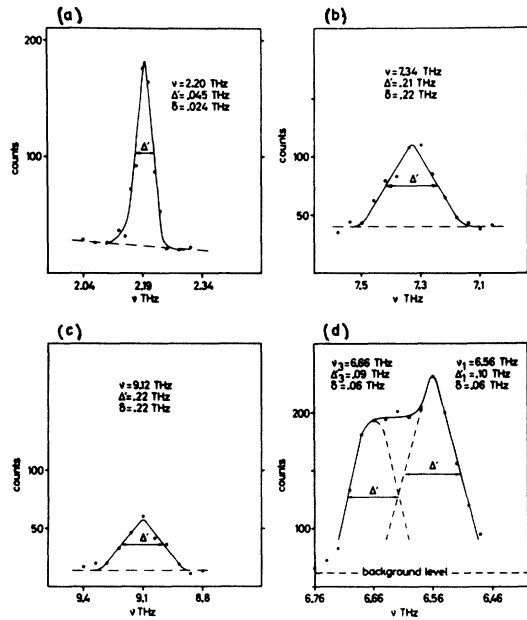 (a)
200
100
counts
ν = 2.20 THz
Δ' = .045 THz
δ = .024 THz
Δ'
2.04 2.19 2.34
ν THz
(b)
100
50
counts
ν = 7.34 THz
Δ' = .21 THz
δ = .22 THz
Δ'
7.5 7.3 7.1
ν THz
(c)
100
50
counts
ν = 9.12 THz
Δ' = .22 THz
δ = .22 THz
Δ'
9.4 9.1 8.8
ν THz
(d)
200
100
counts
ν3 = 6.66 THz
Δ'3 = .09 THz
δ = .06 THz
ν1 = 6.56 THz
Δ'1 = .10 THz
δ = .06 THz
Δ'
Δ'
background level
6.76 6.66 6.56 6.46
ν THz